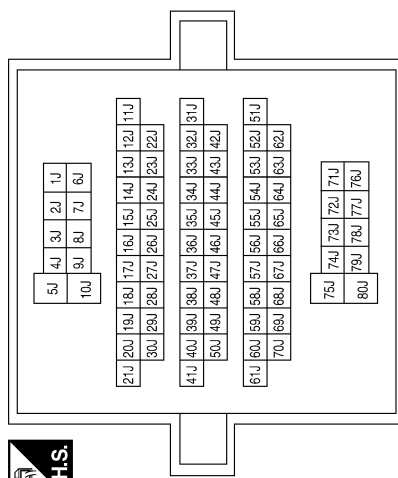 H.S.
5J 4J 3J 2J 1J
10J 9J 8J 7J 6J
21J 20J 19J 18J 17J 16J 15J 14J 13J 12J 11J
30J 29J 28J 27J 26J 25J 24J 23J 22J
41J 40J 39J 38J 37J 36J 35J 34J 33J 32J 31J
50J 49J 48J 47J 46J 45J 44J 43J 42J
61J 60J 59J 58J 57J 56J 55J 54J 53J 52J 51J
70J 69J 68J 67J 66J 65J 64J 63J 62J
75J 74J 73J 72J 71J
80J 79J 78J 77J 76J